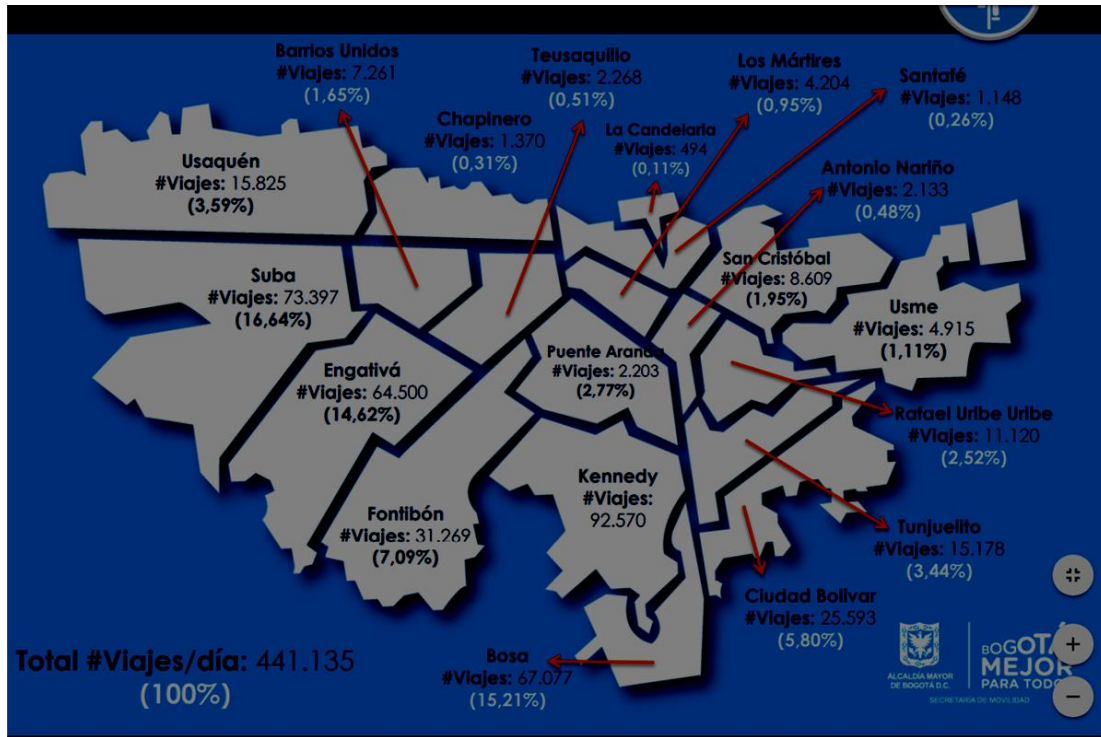 Barrios Unidos
#Viajes: 7.261
(1,65%)
Teusaquillo
#Viajes: 2.268
(0,51%)
Los Mártires
#Viajes: 4.204
(0,95%)
Santafé
#Viajes: 1.148
(0,26%)
Chapinero
#Viajes: 1.370
(0,31%)
La Candelaria
#Viajes: 494
(0,11%)
Antonio Nariño
#Viajes: 2.133
(0,48%)
Usaquén
#Viajes: 15.825
(3,59%)
San Cristóbal
#Viajes: 8.609
(1,95%)
Suba
#Viajes: 73.397
(16,64%)
Usme
#Viajes: 4.915
(1,11%)
Engativá
#Viajes: 64.500
(14,62%)
Puente Aranda
#Viajes: 2.203
(2,77%)
Rafael Uribe Uribe
#Viajes: 11.120
(2,52%)
Kennedy
#Viajes:
92.570
Fontibón
#Viajes: 31.269
(7,09%)
Tunjuelito
#Viajes: 15.178
(3,44%)
Ciudad Bolivar
#Viajes: 25.593
(5,80%)
Bosa
#Viajes: 67.077
(15,21%)
Total #Viajes/día: 441.135
(100%)
ALCALDÍA MAYOR
DE BOGOTÁ D.C.
SECRETARÍA DE MOVILIDAD
BOGOTÁ
MEJOR
PARA TODOS